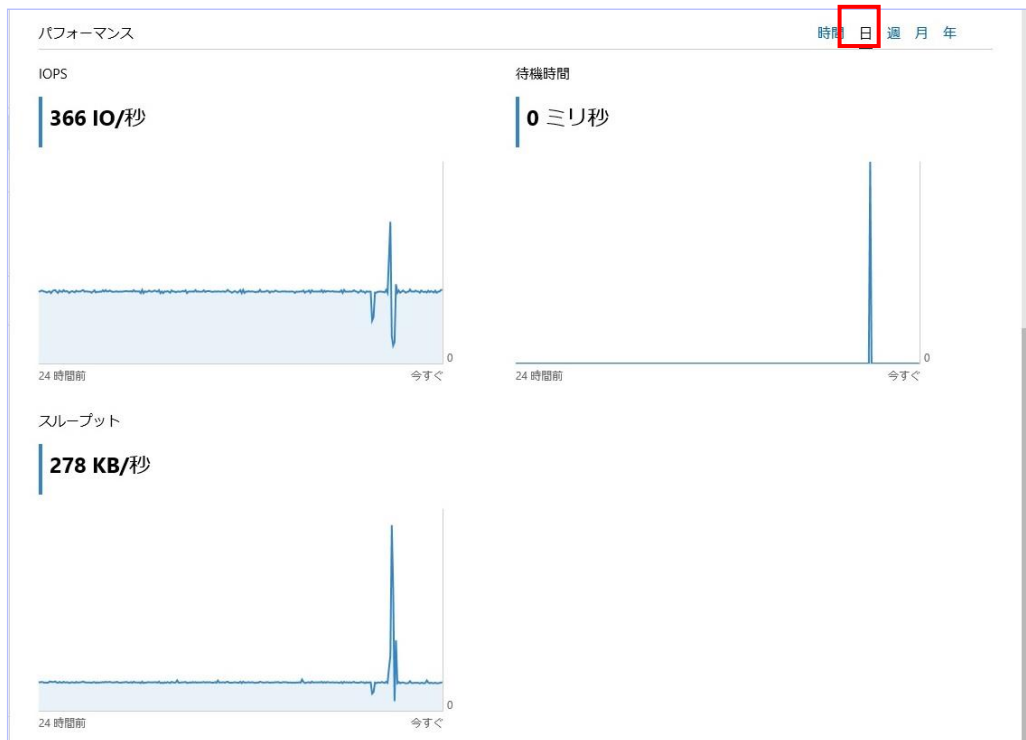 パフォーマンス
時間 日 週 月 年
IOPS
366 IO/秒
0
24 時間前 今すぐ
待機時間
0 ミリ秒
0
24 時間前 今すぐ
スループット
278 KB/秒
0
24 時間前 今すぐ